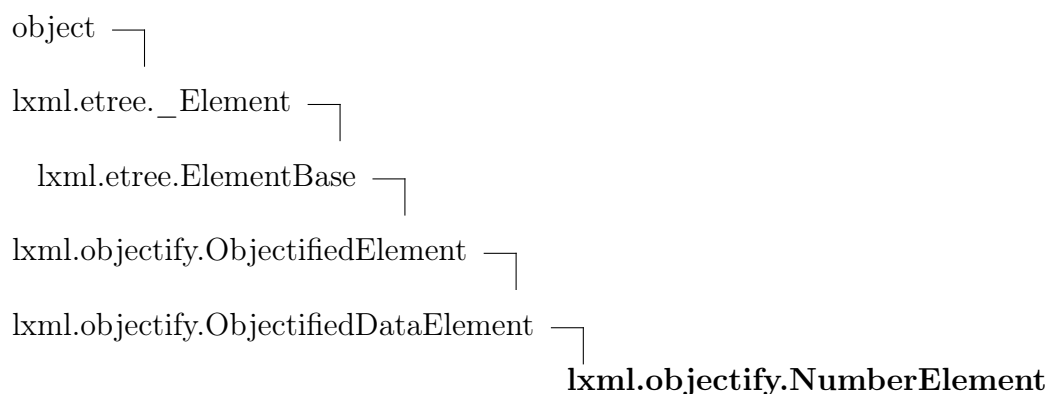 object
lxml.etree._Element
lxml.etree.ElementBase
lxml.objectify.ObjectifiedElement
lxml.objectify.ObjectifiedDataElement
lxml.objectify.NumberElement